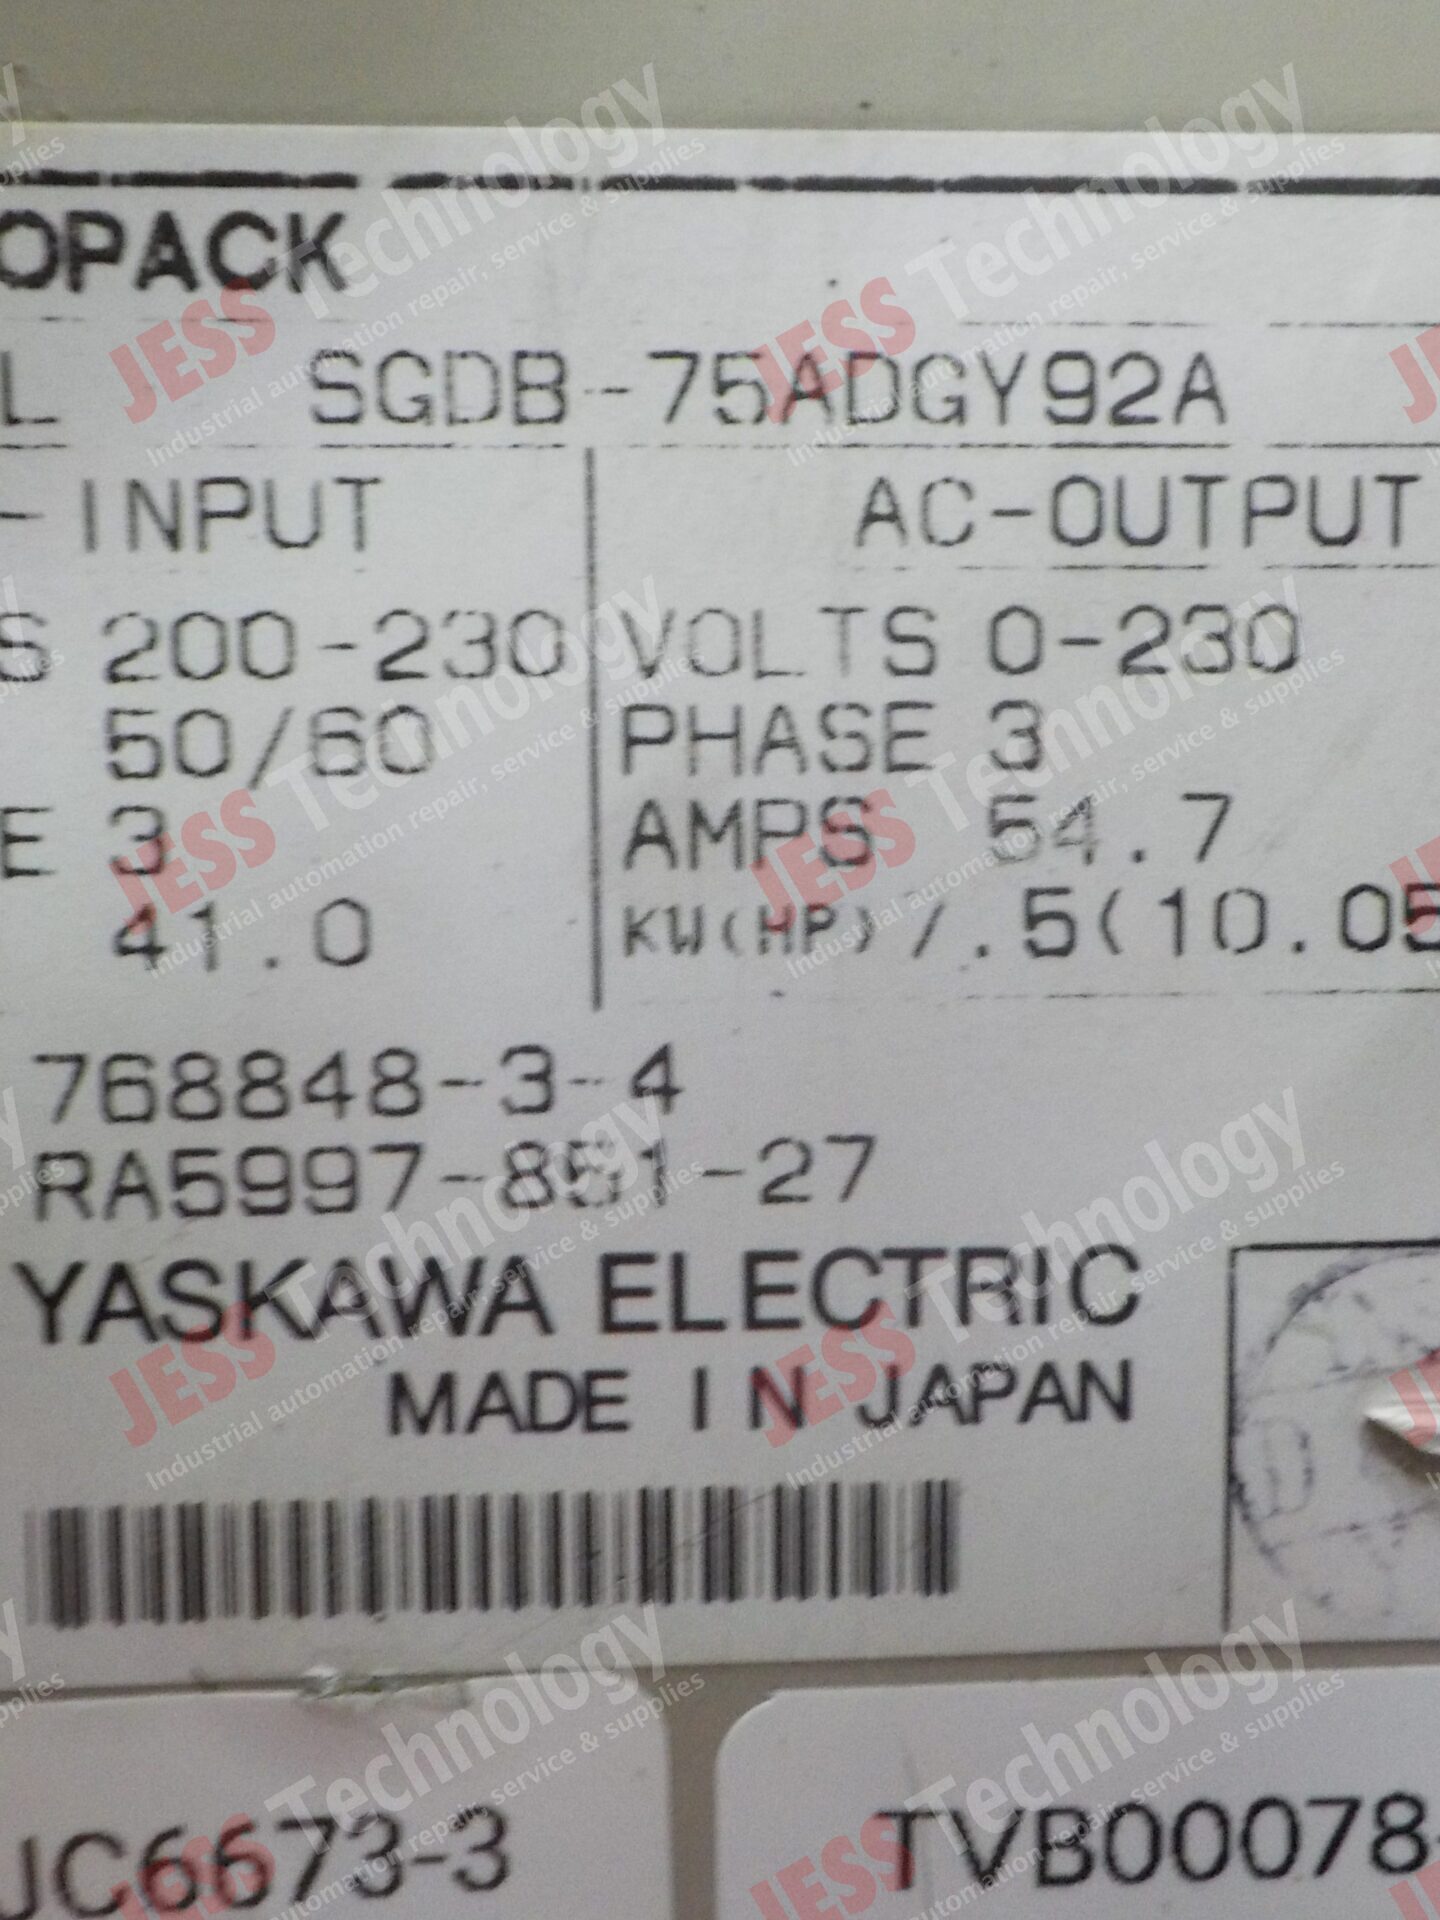 OPACK
L SGDB-75ADGY92A
-INPUT AC-OUTPUT
S 200-230 VOLTS 0-230
50/60 PHASE 3
E 3 AMPS 54.7
41.0 KW(HP) /.5(10.05
768848-3-4
RA5997-851-27
YASKAWA ELECTRIC
MADE IN JAPAN
JC6673-3 TVB00078-
JESS Technology
Industrial automation repair, service & supplies